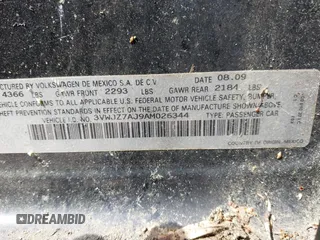 ACTURED BY VOLKSWAGEN DE MEXICO S.A. DE C.V. DATE 08.09
4366 LBS GAWR FRONT 2293 LBS GAWR REAR 2184 LBS
VEHICLE CONFORMS TO ALL APPLICABLE U.S. FEDERAL MOTOR VEHICLE SAFETY, BUMPER,
HEFT PREVENTION STANDARDS IN EFFECT ON THE DATE OF MANUFACTURE SHOWN ABOVE.
3VWJZ7AJ9AM026344 TYPE: PASSENGER CAR
COUNTRY OF ORIGIN: MEXICO
DREAMBID